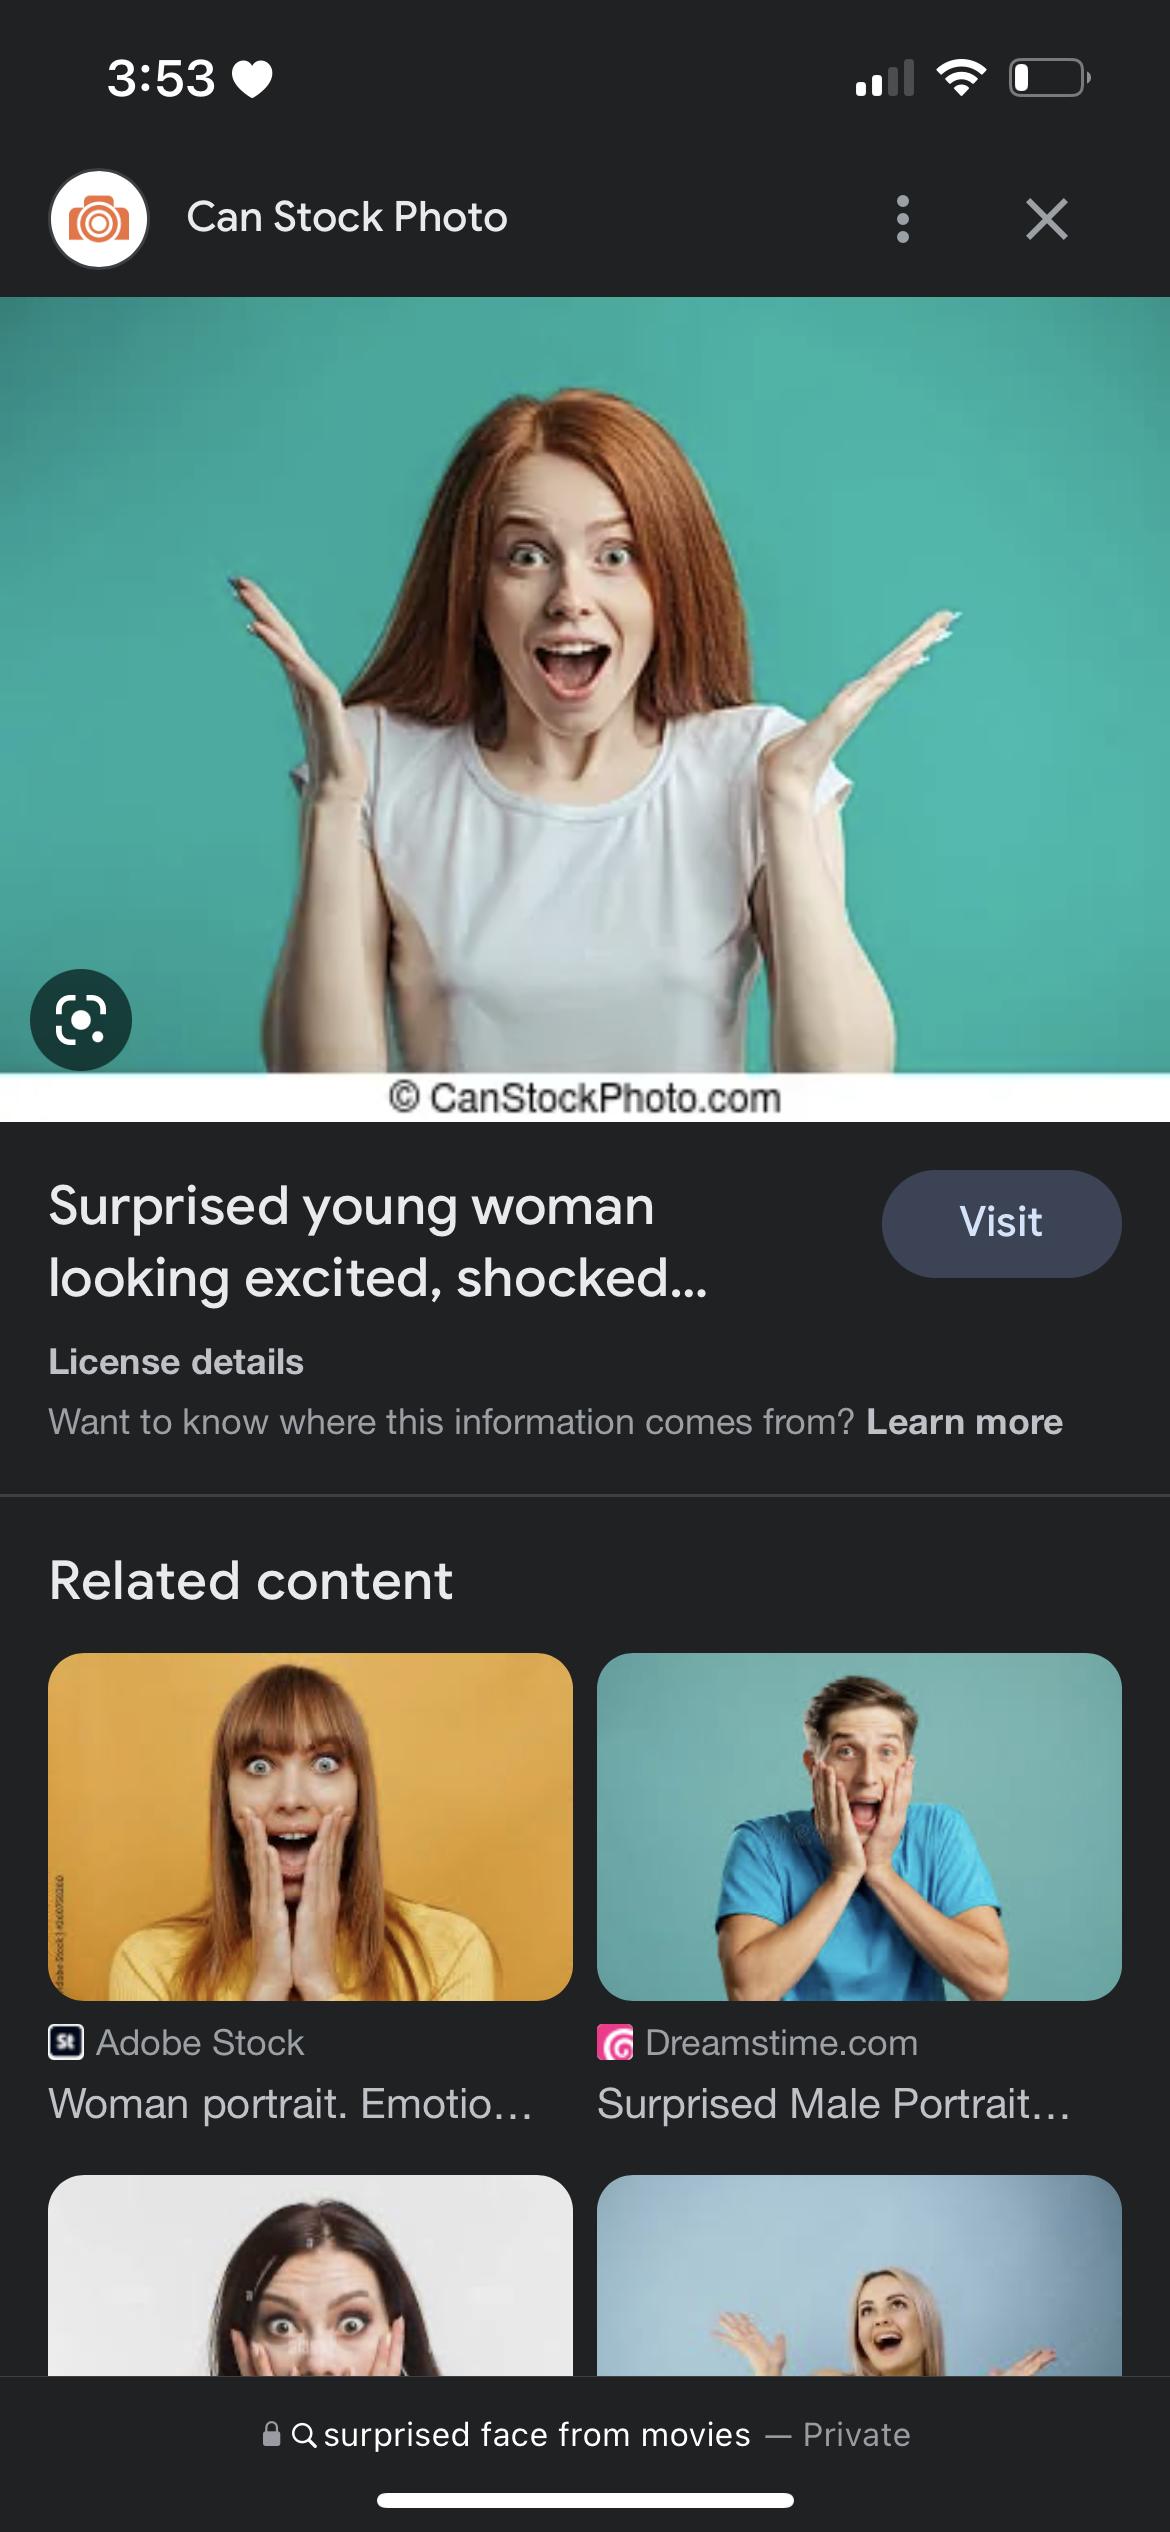 3:53
Can Stock Photo
© CanStockPhoto.com
Surprised young woman
looking excited, shocked...
Visit
License details
Want to know where this information comes from? Learn more
Related content
St Adobe Stock
Woman portrait. Emotio...
Dreamstime.com
Surprised Male Portrait...
surprised face from movies — Private